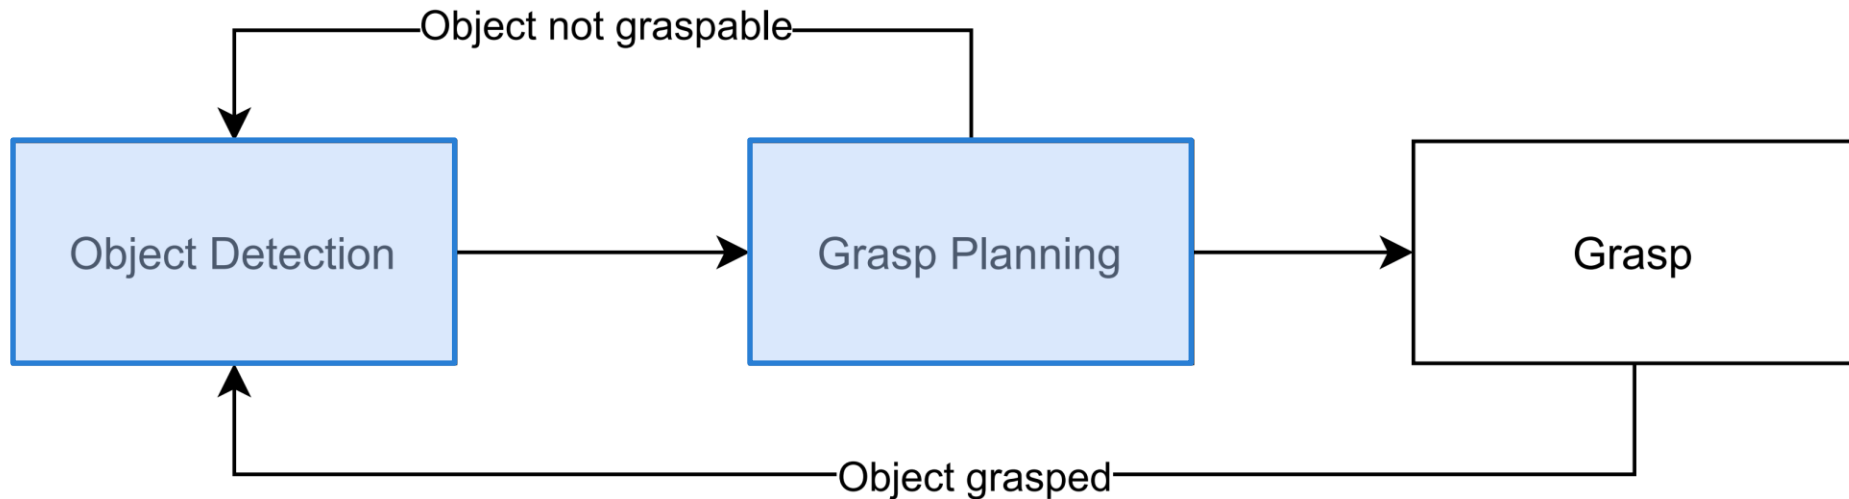 Object not graspable
Object Detection
Grasp Planning
Grasp
Object grasped